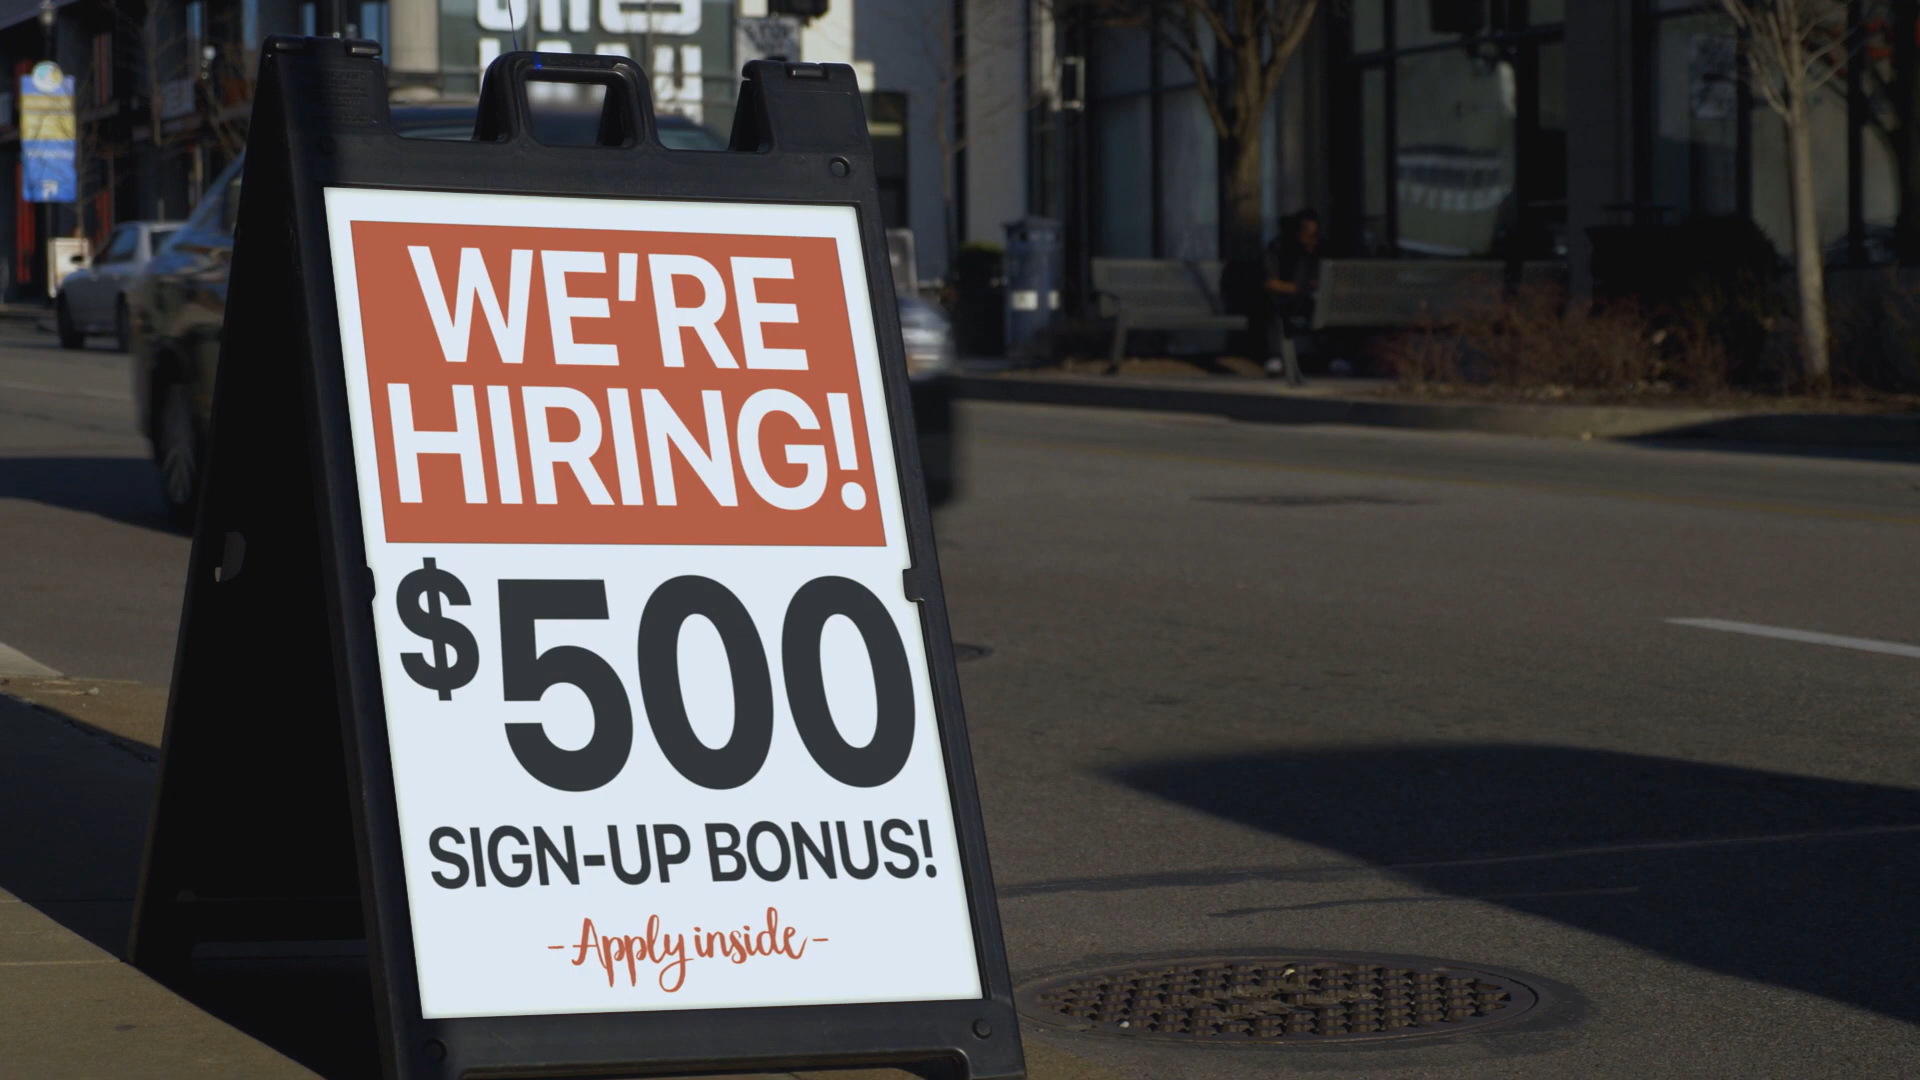 WE'RE
HIRING!
$500
SIGN-UP BONUS!
- Apply inside -